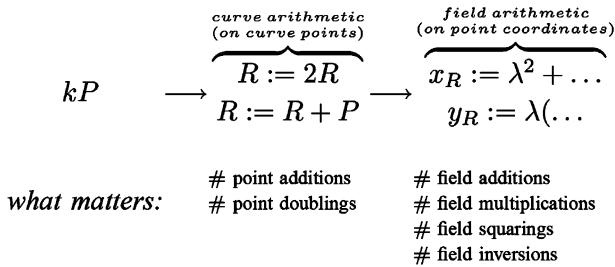 curve arithmetic
(on curve points)
field arithmetic
(on point coordinates)
kP ⟶ R := 2R ⟶ x_R := λ² + …
R := R + P
y_R := λ(…
what matters:
# point additions
# point doublings
# field additions
# field multiplications
# field squarings
# field inversions